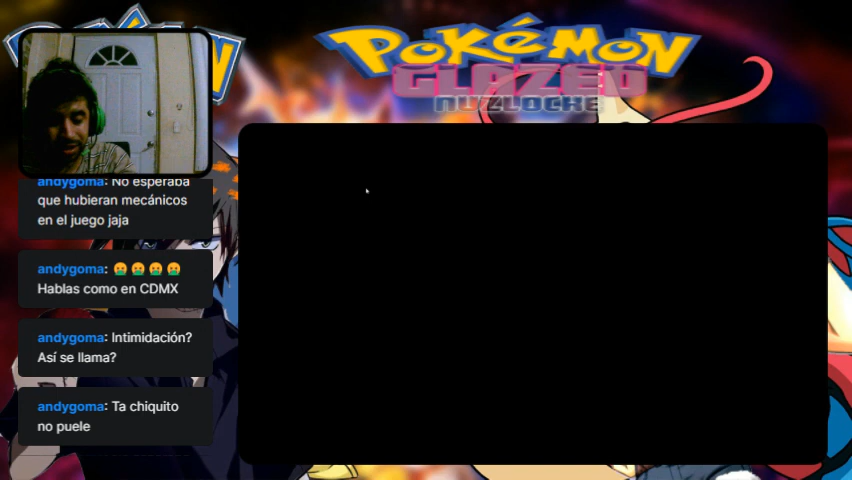 POKÉMON
GLAZED
NUZLOCKE
andygoma: No esperaba
que hubieran mecánicos
en el juego jaja
andygoma: 🤮🤮🤮🤮
Hablas como en CDMX
andygoma: Intimidación?
Así se llama?
andygoma: Ta chiquito
no puele